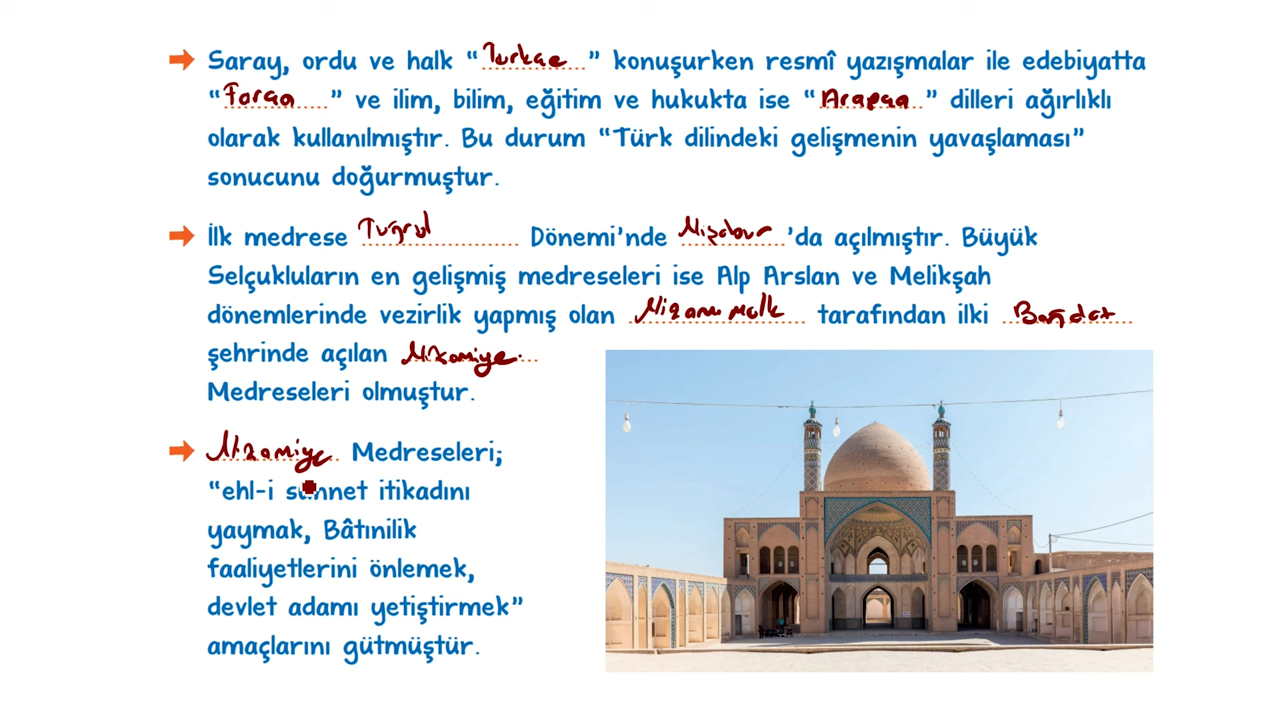 Saray, ordu ve halk “Türkçe” konuşurken resmî yazışmalar ile edebiyatta
“Farsça” ve ilim, bilim, eğitim ve hukukta ise “Arapça” dilleri ağırlıklı
olarak kullanılmıştır. Bu durum “Türk dilindeki gelişmenin yavaşlaması”
sonucunu doğurmuştur.
İlk medrese Tuğrul Dönemi’nde Nişabur’da açılmıştır. Büyük
Selçukluların en gelişmiş medreseleri ise Alp Arslan ve Melikşah
dönemlerinde vezirlik yapmış olan Nizamümülk tarafından ilki Bağdat
şehrinde açılan Nizamiye
Medreseleri olmuştur.
Nizamiye Medreseleri;
“ehl-i sünnet itikadını
yaymak, Bâtınilik
faaliyetlerini önlemek,
devlet adamı yetiştirmek”
amaçlarını gütmüştür.